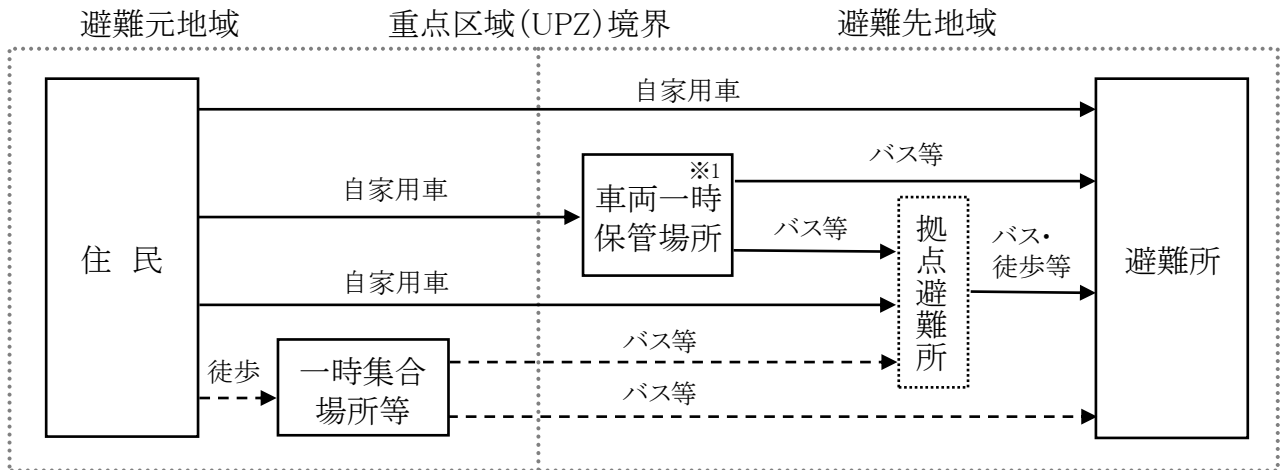 避難元地域
重点区域(UPZ)境界
避難先地域
自家用車
バス等
※1
自家用車
車両一時
保管場所
バス等
拠点避難所
バス・
徒歩等
住 民
避難所
自家用車
バス等
徒歩
一時集合
場所等
バス等